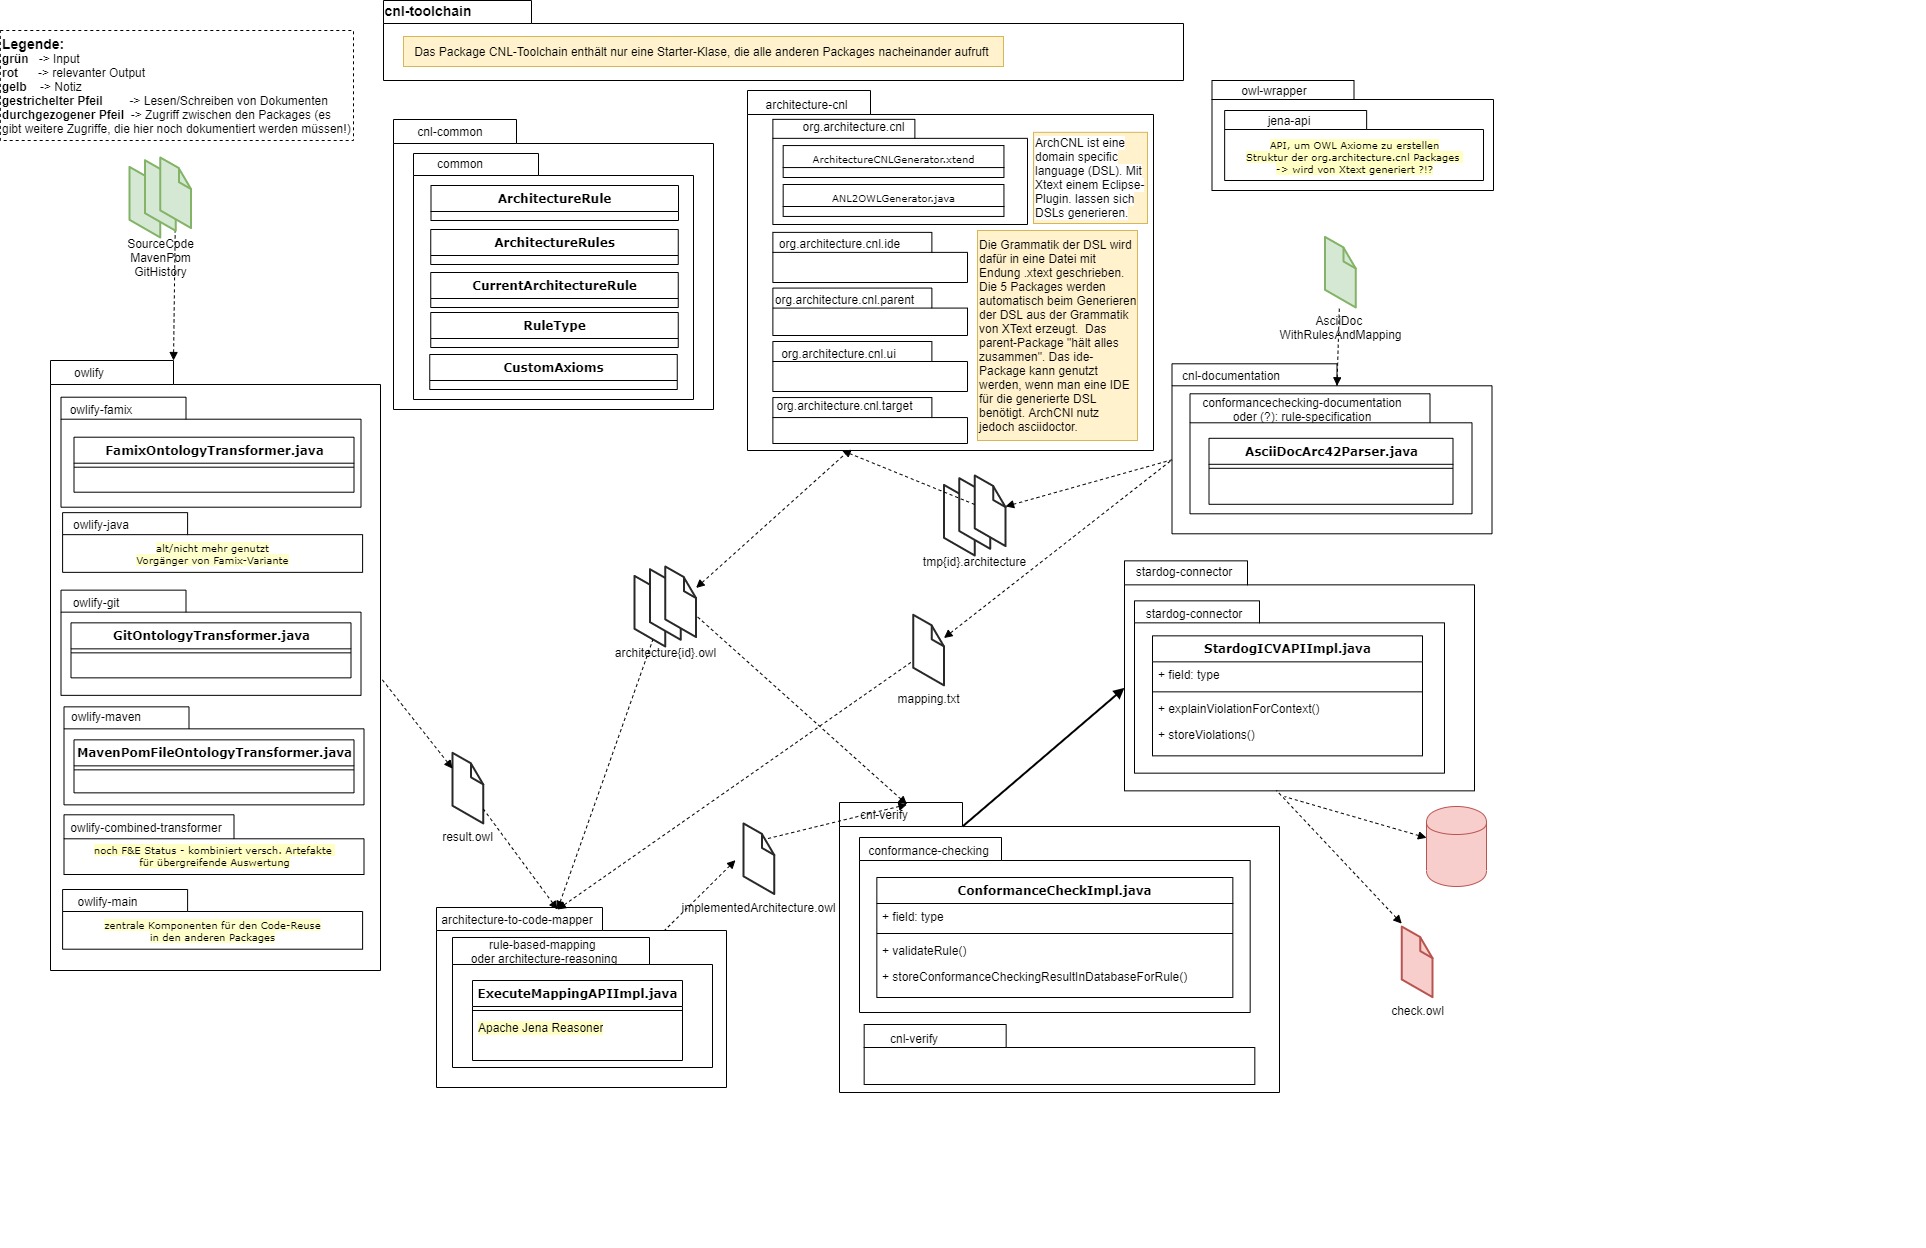 cnl-toolchain
Das Package CNL-Toolchain enthält nur eine Starter-Klase, die alle anderen Packages nacheinander aufruft
Legende:
grün -> Input
rot -> relevanter Output
gelb -> Notiz
gestrichelter Pfeil -> Lesen/Schreiben von Dokumenten
durchgezogener Pfeil -> Zugriff zwischen den Packages (es
gibt weitere Zugriffe, die hier noch dokumentiert werden müssen!)
SourceCode
MavenPom
GitHistory
cnl-common
common
ArchitectureRule
ArchitectureRules
CurrentArchitectureRule
RuleType
CustomAxioms
architecture-cnl
org.architecture.cnl
ArchitectureCNLGenerator.xtend
ANL2OWLGenerator.java
ArchCNL ist eine
domain specific
language (DSL). Mit
Xtext einem Eclipse-
Plugin. lassen sich
DSLs generieren.
org.architecture.cnl.ide
org.architecture.cnl.parent
org.architecture.cnl.ui
org.architecture.cnl.target
Die Grammatik der DSL wird
dafür in eine Datei mit
Endung .xtext geschrieben.
Die 5 Packages werden
automatisch beim Generieren
der DSL aus der Grammatik
von XText erzeugt. Das
parent-Package "hält alles
zusammen". Das ide-
Package kann genutzt
werden, wenn man eine IDE
für die generierte DSL
benötigt. ArchCNl nutz
jedoch asciidoctor.
owl-wrapper
jena-api
API, um OWL Axiome zu erstellen
Struktur der org.architecture.cnl Packages
-> wird von Xtext generiert ?!?
AsciiDoc
WithRulesAndMapping
cnl-documentation
conformancechecking-documentation
oder (?): rule-specification
AsciiDocArc42Parser.java
owlify
owlify-famix
FamixOntologyTransformer.java
owlify-java
alt/nicht mehr genutzt
Vorgänger von Famix-Variante
owlify-git
GitOntologyTransformer.java
owlify-maven
MavenPomFileOntologyTransformer.java
owlify-combined-transformer
noch F&E Status - kombiniert versch. Artefakte
für übergreifende Auswertung
owlify-main
zentrale Komponenten für den Code-Reuse
in den anderen Packages
tmp{id}.architecture
architecture{id}.owl
mapping.txt
result.owl
implementedArchitecture.owl
stardog-connector
stardog-connector
StardogICVAPIImpl.java
+ field: type
+ explainViolationForContext()
+ storeViolations()
cnl-verify
conformance-checking
ConformanceCheckImpl.java
+ field: type
+ validateRule()
+ storeConformanceCheckingResultInDatabaseForRule()
cnl-verify
architecture-to-code-mapper
rule-based-mapping
oder architecture-reasoning
ExecuteMappingAPIImpl.java
Apache Jena Reasoner
check.owl